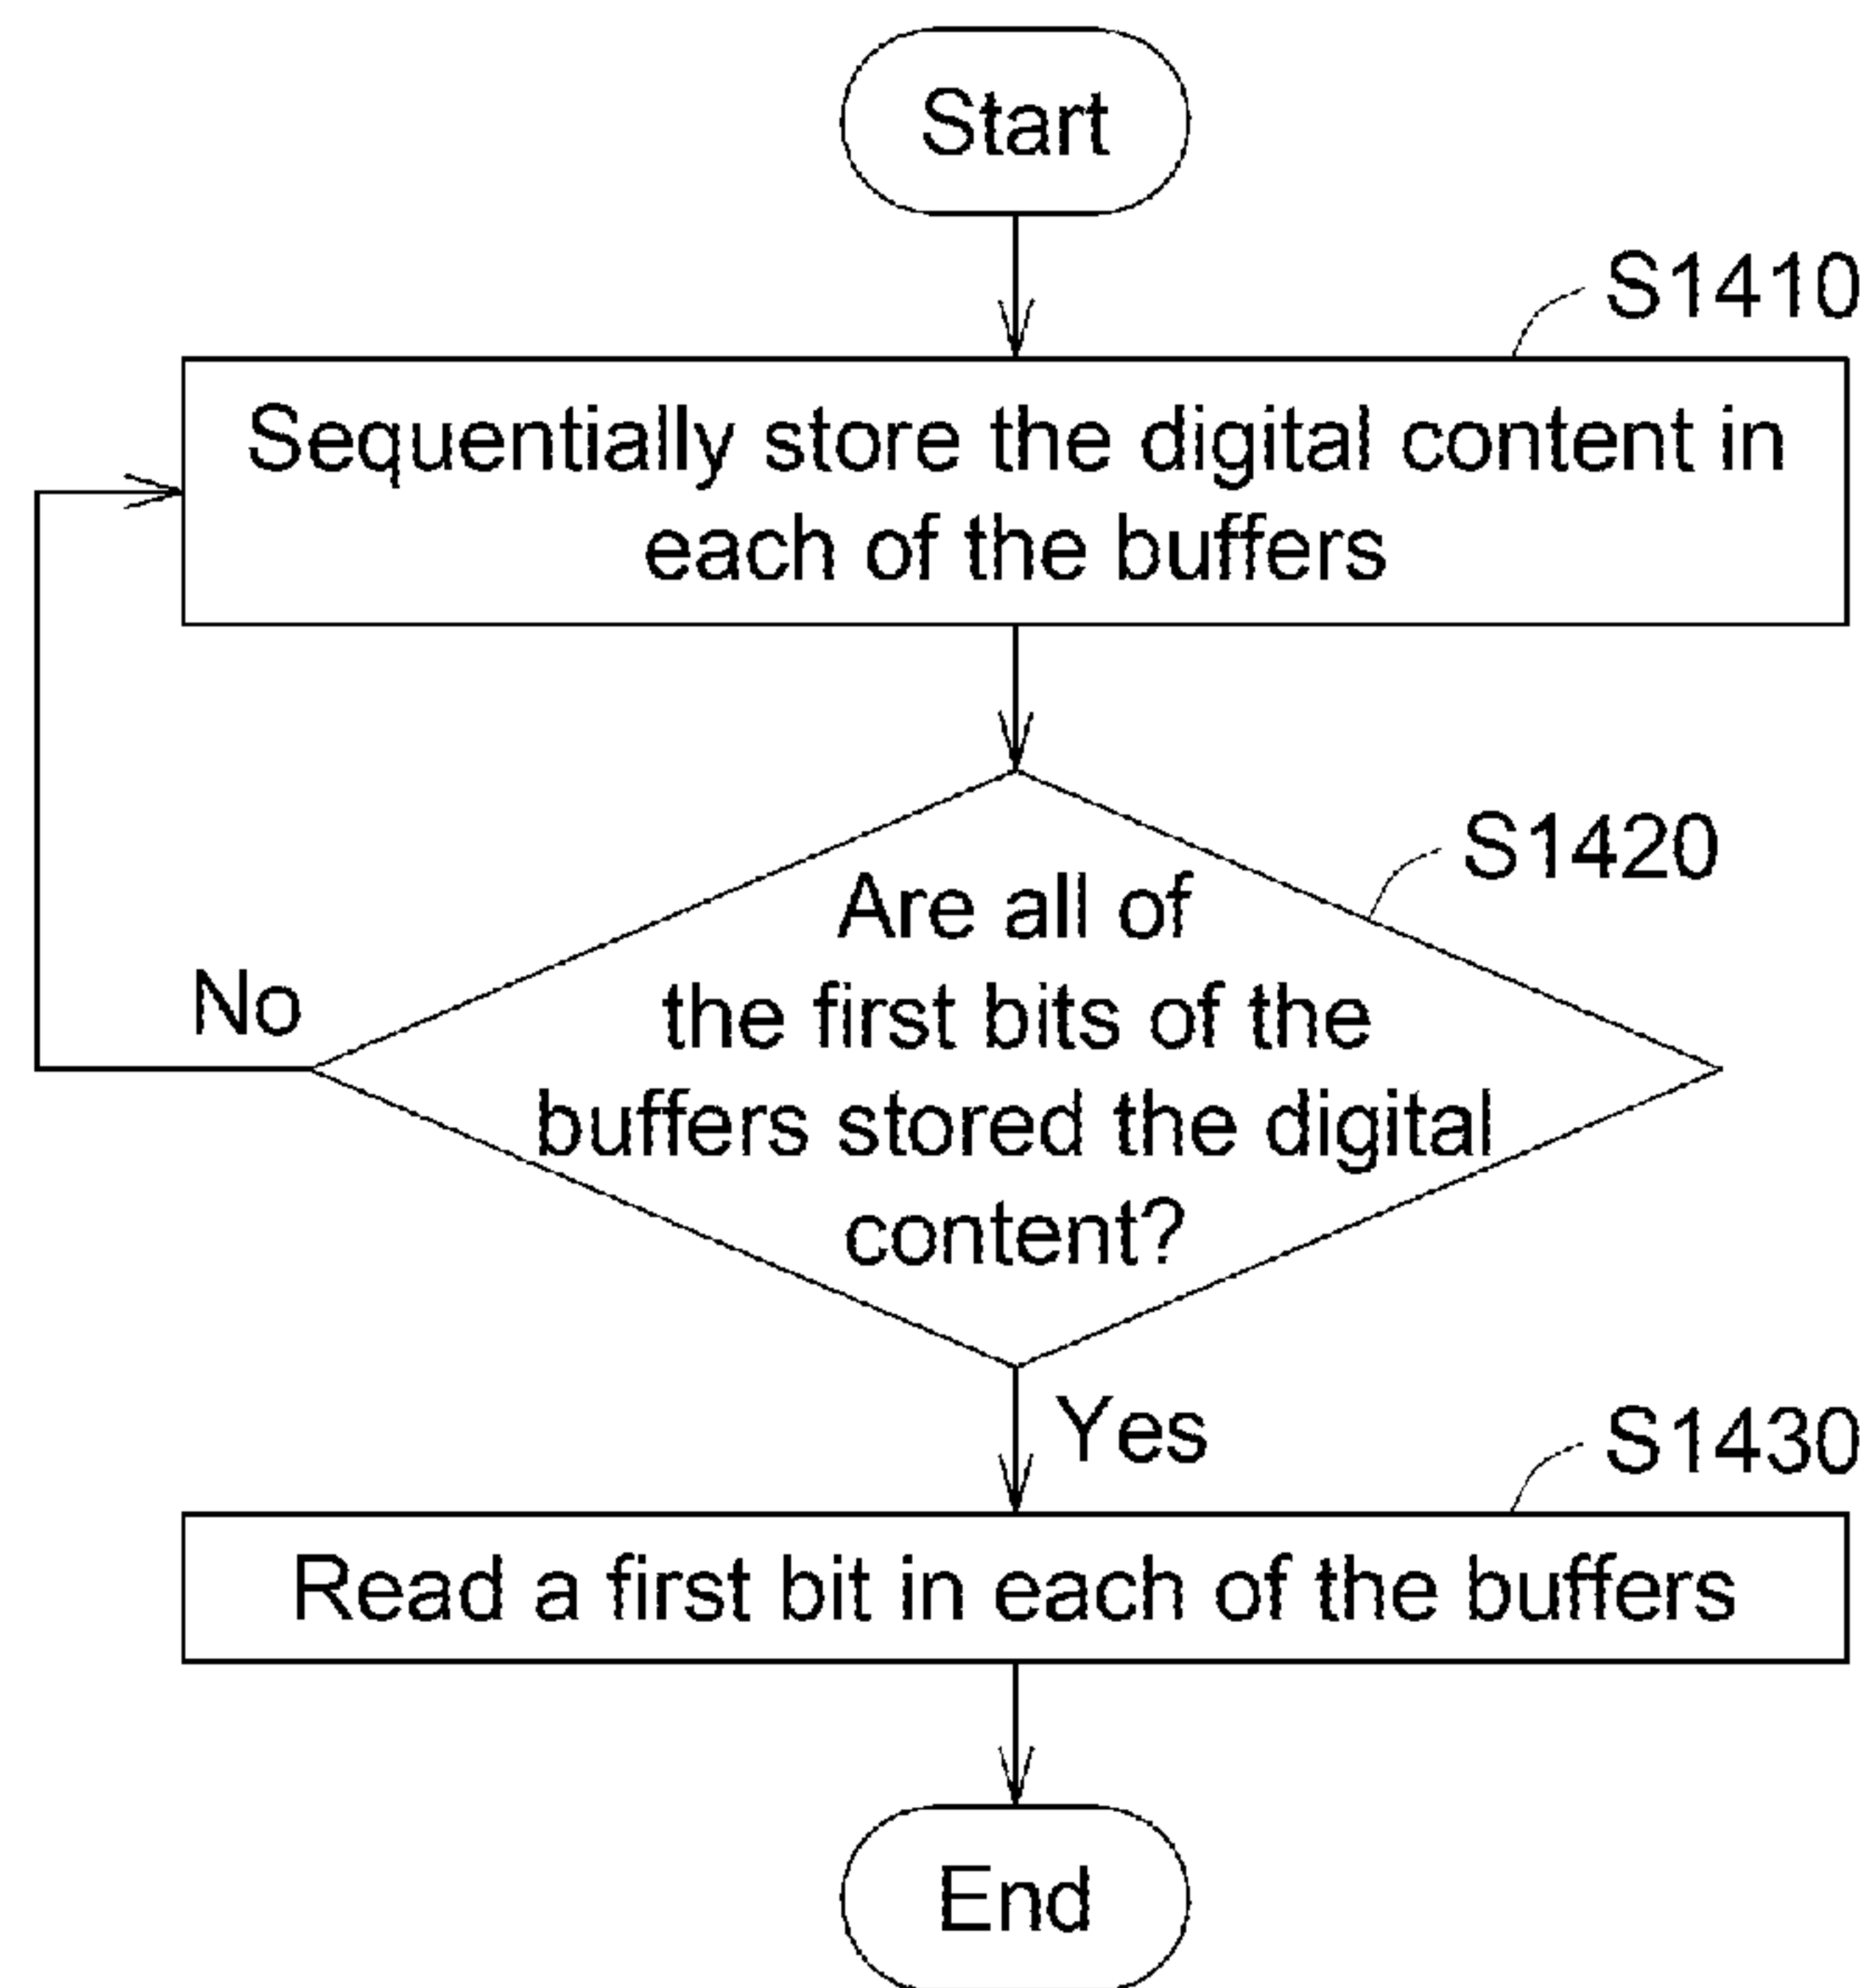 Start
S1410
Sequentially store the digital content in
each of the buffers
S1420
Are all of
the first bits of the
buffers stored the digital
content?
No
Yes
S1430
Read a first bit in each of the buffers
End